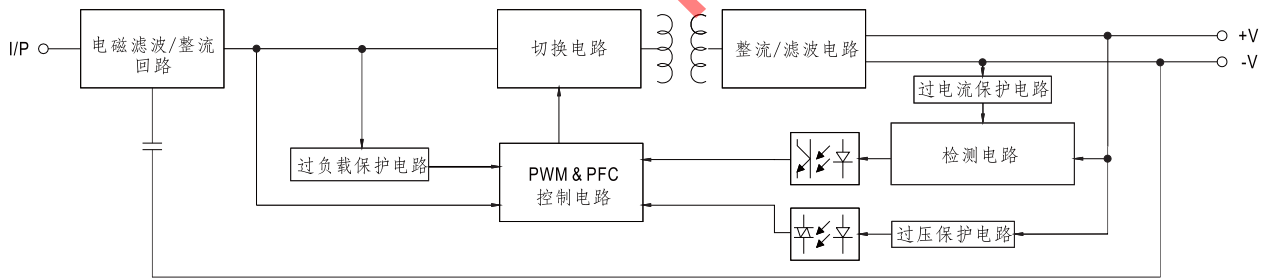 I/P
电磁滤波/整流
回路
切换电路
整流/滤波电路
+V
-V
过电流保护电路
过负载保护电路
PWM & PFC
控制电路
检测电路
过压保护电路